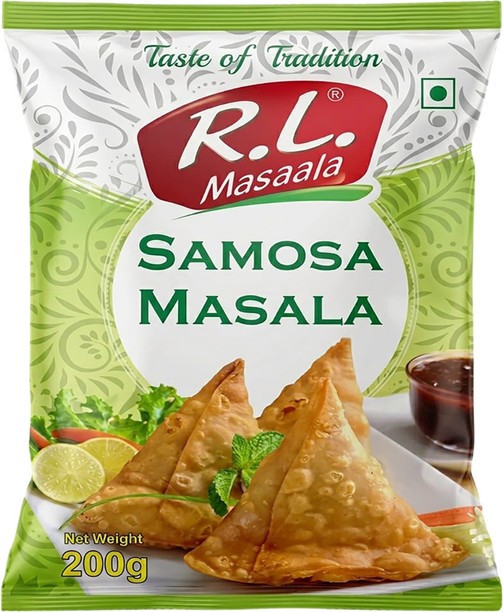 Taste of Tradition
R.L.®
Masaala
SAMOSA
MASALA
Net Weight
200g